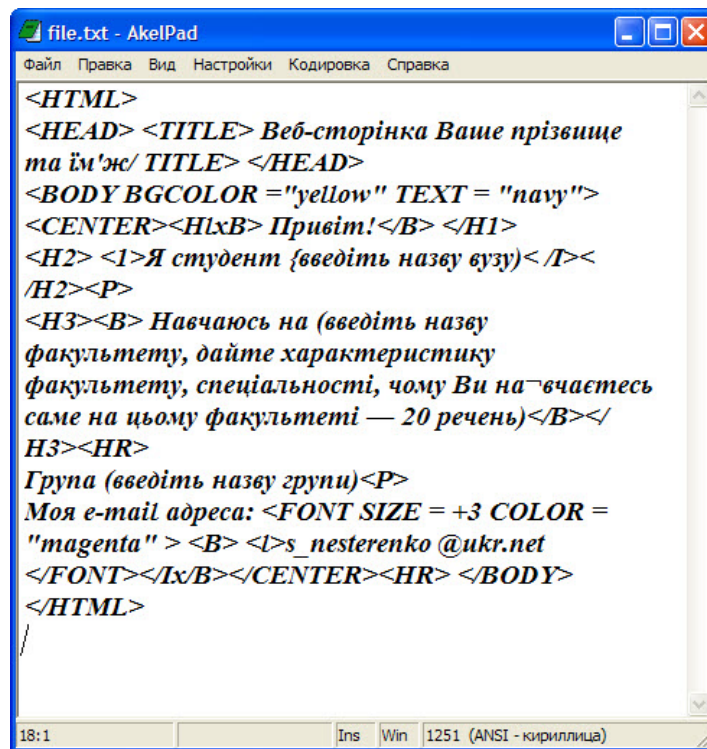 file.txt - AkelPad
Файл Правка Вид Настройки Кодировка Справка
<HTML>
<HEAD> <TITLE> Веб-сторінка Ваше прізвище
та їм'ж/ TITLE> </HEAD>
<BODY BGCOLOR ="yellow" TEXT = "navy">
<CENTER><HlxB> Привіт!</B> </H1>
<H2> <1>Я студент {введіть назву вузу)< /I><
/H2><P>
<H3><B> Навчаюсь на (введіть назву
факультету, дайте характеристику
факультету, спеціальності, чому Ви на¬вчаєтесь
саме на цьому факультеті — 20 речень)</B></
H3><HR>
Група (введіть назву групи)<P>
Моя e-mail адреса: <FONT SIZE = +3 COLOR =
"magenta" > <B> <l>s_nesterenko @ukr.net
</FONT></Ix/B></CENTER><HR> </BODY>
</HTML>
18:1 Ins Win 1251 (ANSI - кириллица)